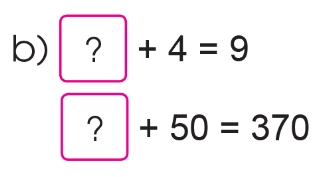 b) ? + 4 = 9
? + 50 = 370